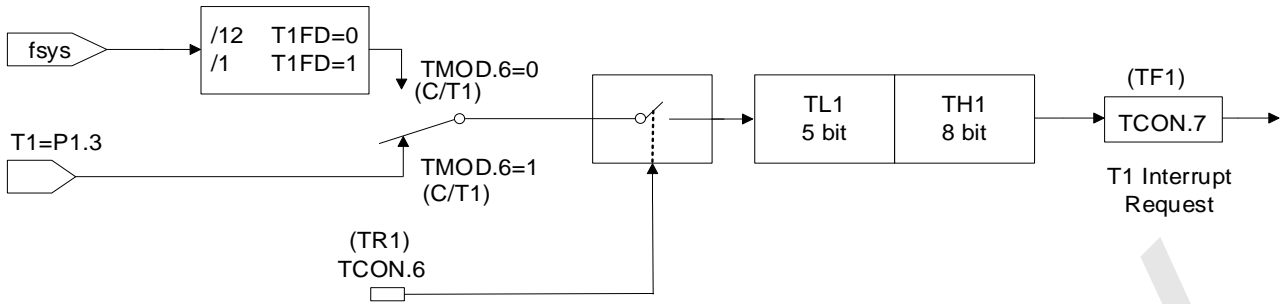 fsys
/12 T1FD=0
/1 T1FD=1
TMOD.6=0
(C/T1)
T1=P1.3
TMOD.6=1
(C/T1)
(TR1)
TCON.6
TL1
5 bit
TH1
8 bit
(TF1)
TCON.7
T1 Interrupt
Request